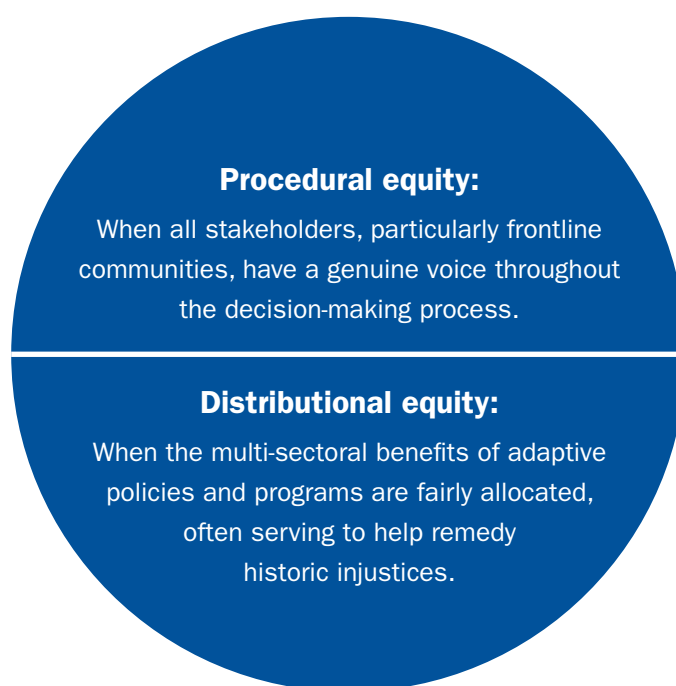 Procedural equity:
When all stakeholders, particularly frontline
communities, have a genuine voice throughout
the decision-making process.
Distributional equity:
When the multi-sectoral benefits of adaptive
policies and programs are fairly allocated,
often serving to help remedy
historic injustices.